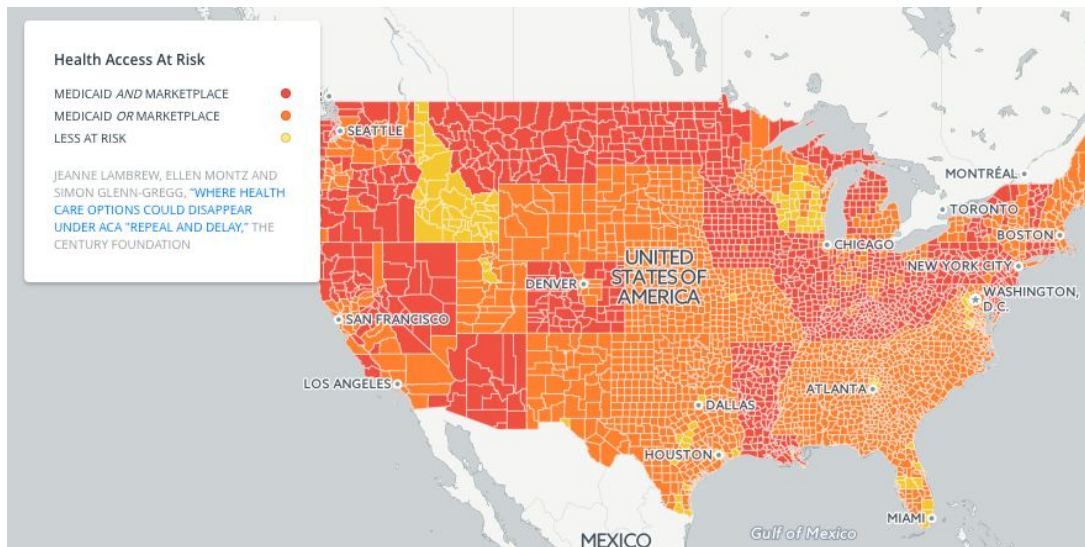 Health Access At Risk
MEDICAID AND MARKETPLACE
MEDICAID OR MARKETPLACE
LESS AT RISK
JEANNE LAMBREW, ELLEN MONTZ AND
SIMON GLENN-GREGG, "WHERE HEALTH
CARE OPTIONS COULD DISAPPEAR
UNDER ACA "REPEAL AND DELAY," THE
CENTURY FOUNDATION
SEATTLE
MONTRÉAL
TORONTO
BOSTON
CHICAGO
NEW YORK CITY
UNITED
STATES OF
AMERICA
DENVER
WASHINGTON,
D.C.
SAN FRANCISCO
LOS ANGELES
ATLANTA
DALLAS
HOUSTON
MIAMI
Gulf of Mexico
MEXICO